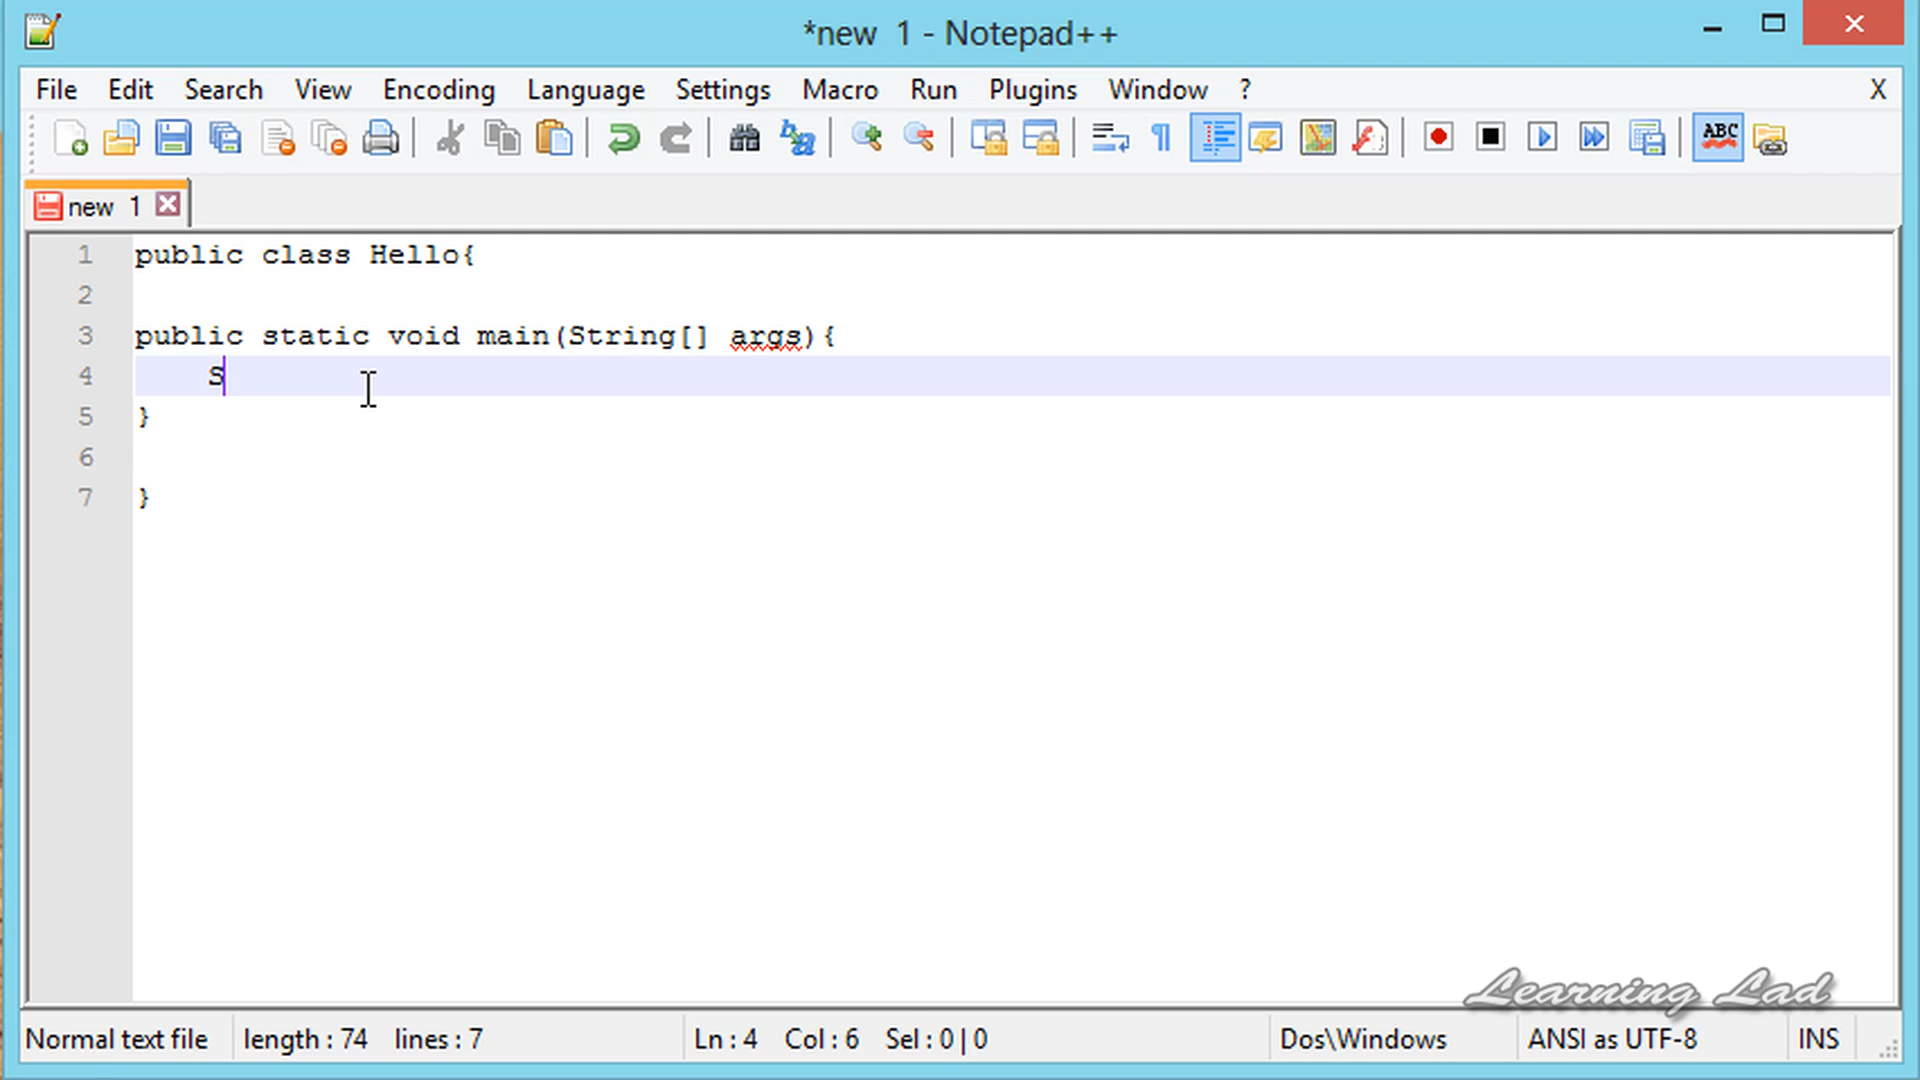 *new 1 - Notepad++
File Edit Search View Encoding Language Settings Macro Run Plugins Window ? X
ABC
new 1
1 public class Hello{
2
3 public static void main(String[] args){
4     S
5 }
6
7 }
Learning Lad
Normal text file length : 74 lines : 7 Ln : 4 Col : 6 Sel : 0 | 0 Dos\Windows ANSI as UTF-8 INS